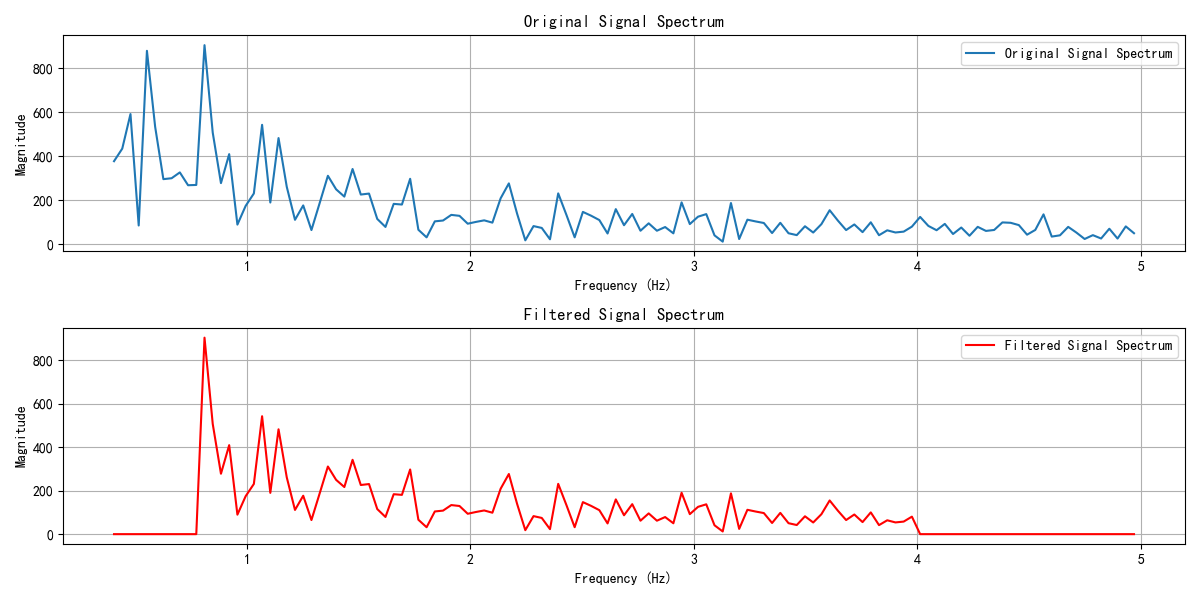 Original Signal Spectrum
Original Signal Spectrum
Magnitude
800
600
400
200
0
1 2 3 4 5
Frequency (Hz)
Filtered Signal Spectrum
Filtered Signal Spectrum
Magnitude
800
600
400
200
0
1 2 3 4 5
Frequency (Hz)